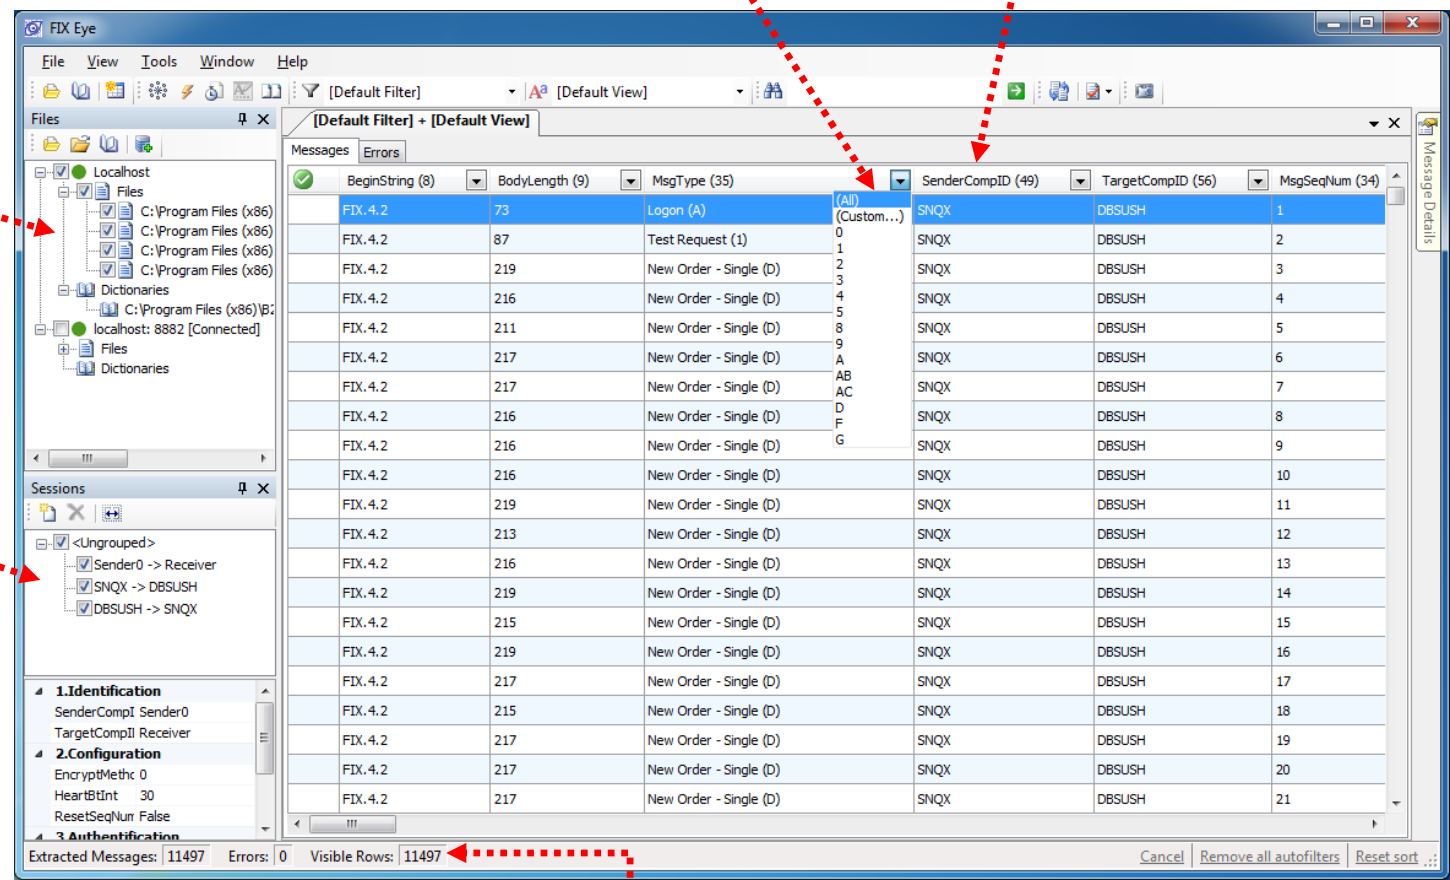 FIX Eye
File View Tools Window Help
[Default Filter] Aa [Default View]
Files
[Default Filter] + [Default View]
Messages Errors
Localhost
Files
C:\Program Files (x86)
C:\Program Files (x86)
C:\Program Files (x86)
C:\Program Files (x86)
Dictionaries
C:\Program Files (x86)\B2
localhost: 8882 [Connected]
Files
Dictionaries
Sessions
<Ungrouped>
Sender0 -> Receiver
SNQX -> DBSUSH
DBSUSH -> SNQX
1.Identification
SenderCompI Sender0
TargetCompII Receiver
2.Configuration
EncryptMethc 0
HeartBtInt 30
ResetSeqNur False
3.Authentification
BeginString (8) BodyLength (9) MsgType (35) SenderCompID (49) TargetCompID (56) MsgSeqNum (34)
FIX.4.2 73 Logon (A) SNQX DBSUSH 1
FIX.4.2 87 Test Request (1) SNQX DBSUSH 2
FIX.4.2 219 New Order - Single (D) SNQX DBSUSH 3
FIX.4.2 216 New Order - Single (D) SNQX DBSUSH 4
FIX.4.2 211 New Order - Single (D) SNQX DBSUSH 5
FIX.4.2 217 New Order - Single (D) SNQX DBSUSH 6
FIX.4.2 217 New Order - Single (D) SNQX DBSUSH 7
FIX.4.2 216 New Order - Single (D) SNQX DBSUSH 8
FIX.4.2 216 New Order - Single (D) SNQX DBSUSH 9
FIX.4.2 216 New Order - Single (D) SNQX DBSUSH 10
FIX.4.2 219 New Order - Single (D) SNQX DBSUSH 11
FIX.4.2 213 New Order - Single (D) SNQX DBSUSH 12
FIX.4.2 216 New Order - Single (D) SNQX DBSUSH 13
FIX.4.2 219 New Order - Single (D) SNQX DBSUSH 14
FIX.4.2 215 New Order - Single (D) SNQX DBSUSH 15
FIX.4.2 219 New Order - Single (D) SNQX DBSUSH 16
FIX.4.2 217 New Order - Single (D) SNQX DBSUSH 17
FIX.4.2 215 New Order - Single (D) SNQX DBSUSH 18
FIX.4.2 217 New Order - Single (D) SNQX DBSUSH 19
FIX.4.2 217 New Order - Single (D) SNQX DBSUSH 20
FIX.4.2 217 New Order - Single (D) SNQX DBSUSH 21
(All)
(Custom...)
0
1
2
3
4
5
8
9
A
AB
AC
D
F
G
Message Details
Extracted Messages: 11497 Errors: 0 Visible Rows: 11497 Cancel Remove all autofilters Reset sort